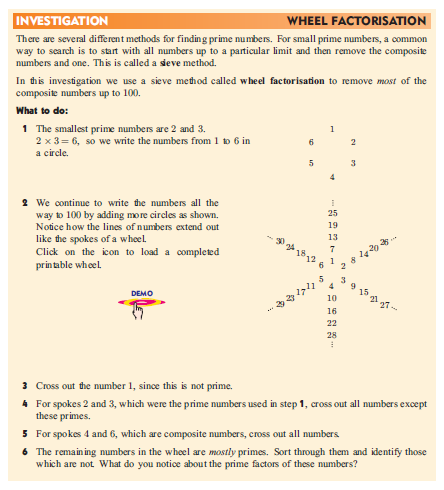 INVESTIGATION WHEEL FACTORISATION
There are several different methods for finding prime numbers. For small prime numbers, a common
way to search is to start with all numbers up to a particular limit and then remove the composite
numbers and one. This is called a sieve method.
In this investigation we use a sieve method called wheel factorisation to remove most of the
composite numbers up to 100.
What to do:
1 The smallest prime numbers are 2 and 3.
2 × 3 = 6, so we write the numbers from 1 to 6 in
a circle.
1
6 2
5 3
4
2 We continue to write the numbers all the
way to 100 by adding more circles as shown.
Notice how the lines of numbers extend out
like the spokes of a wheel.
Click on the icon to load a completed
printable wheel.
DEMO
⋮
25
19
13
... 30 24 18 7 14 20 26 ...
12 6 1 2 8
5 3
... 29 23 17 11 4 9 15 21 27 ...
10
16
22
28
⋮
3 Cross out the number 1, since this is not prime.
4 For spokes 2 and 3, which were the prime numbers used in step 1, cross out all numbers except
these primes.
5 For spokes 4 and 6, which are composite numbers, cross out all numbers.
6 The remaining numbers in the wheel are mostly primes. Sort through them and identify those
which are not. What do you notice about the prime factors of these numbers?